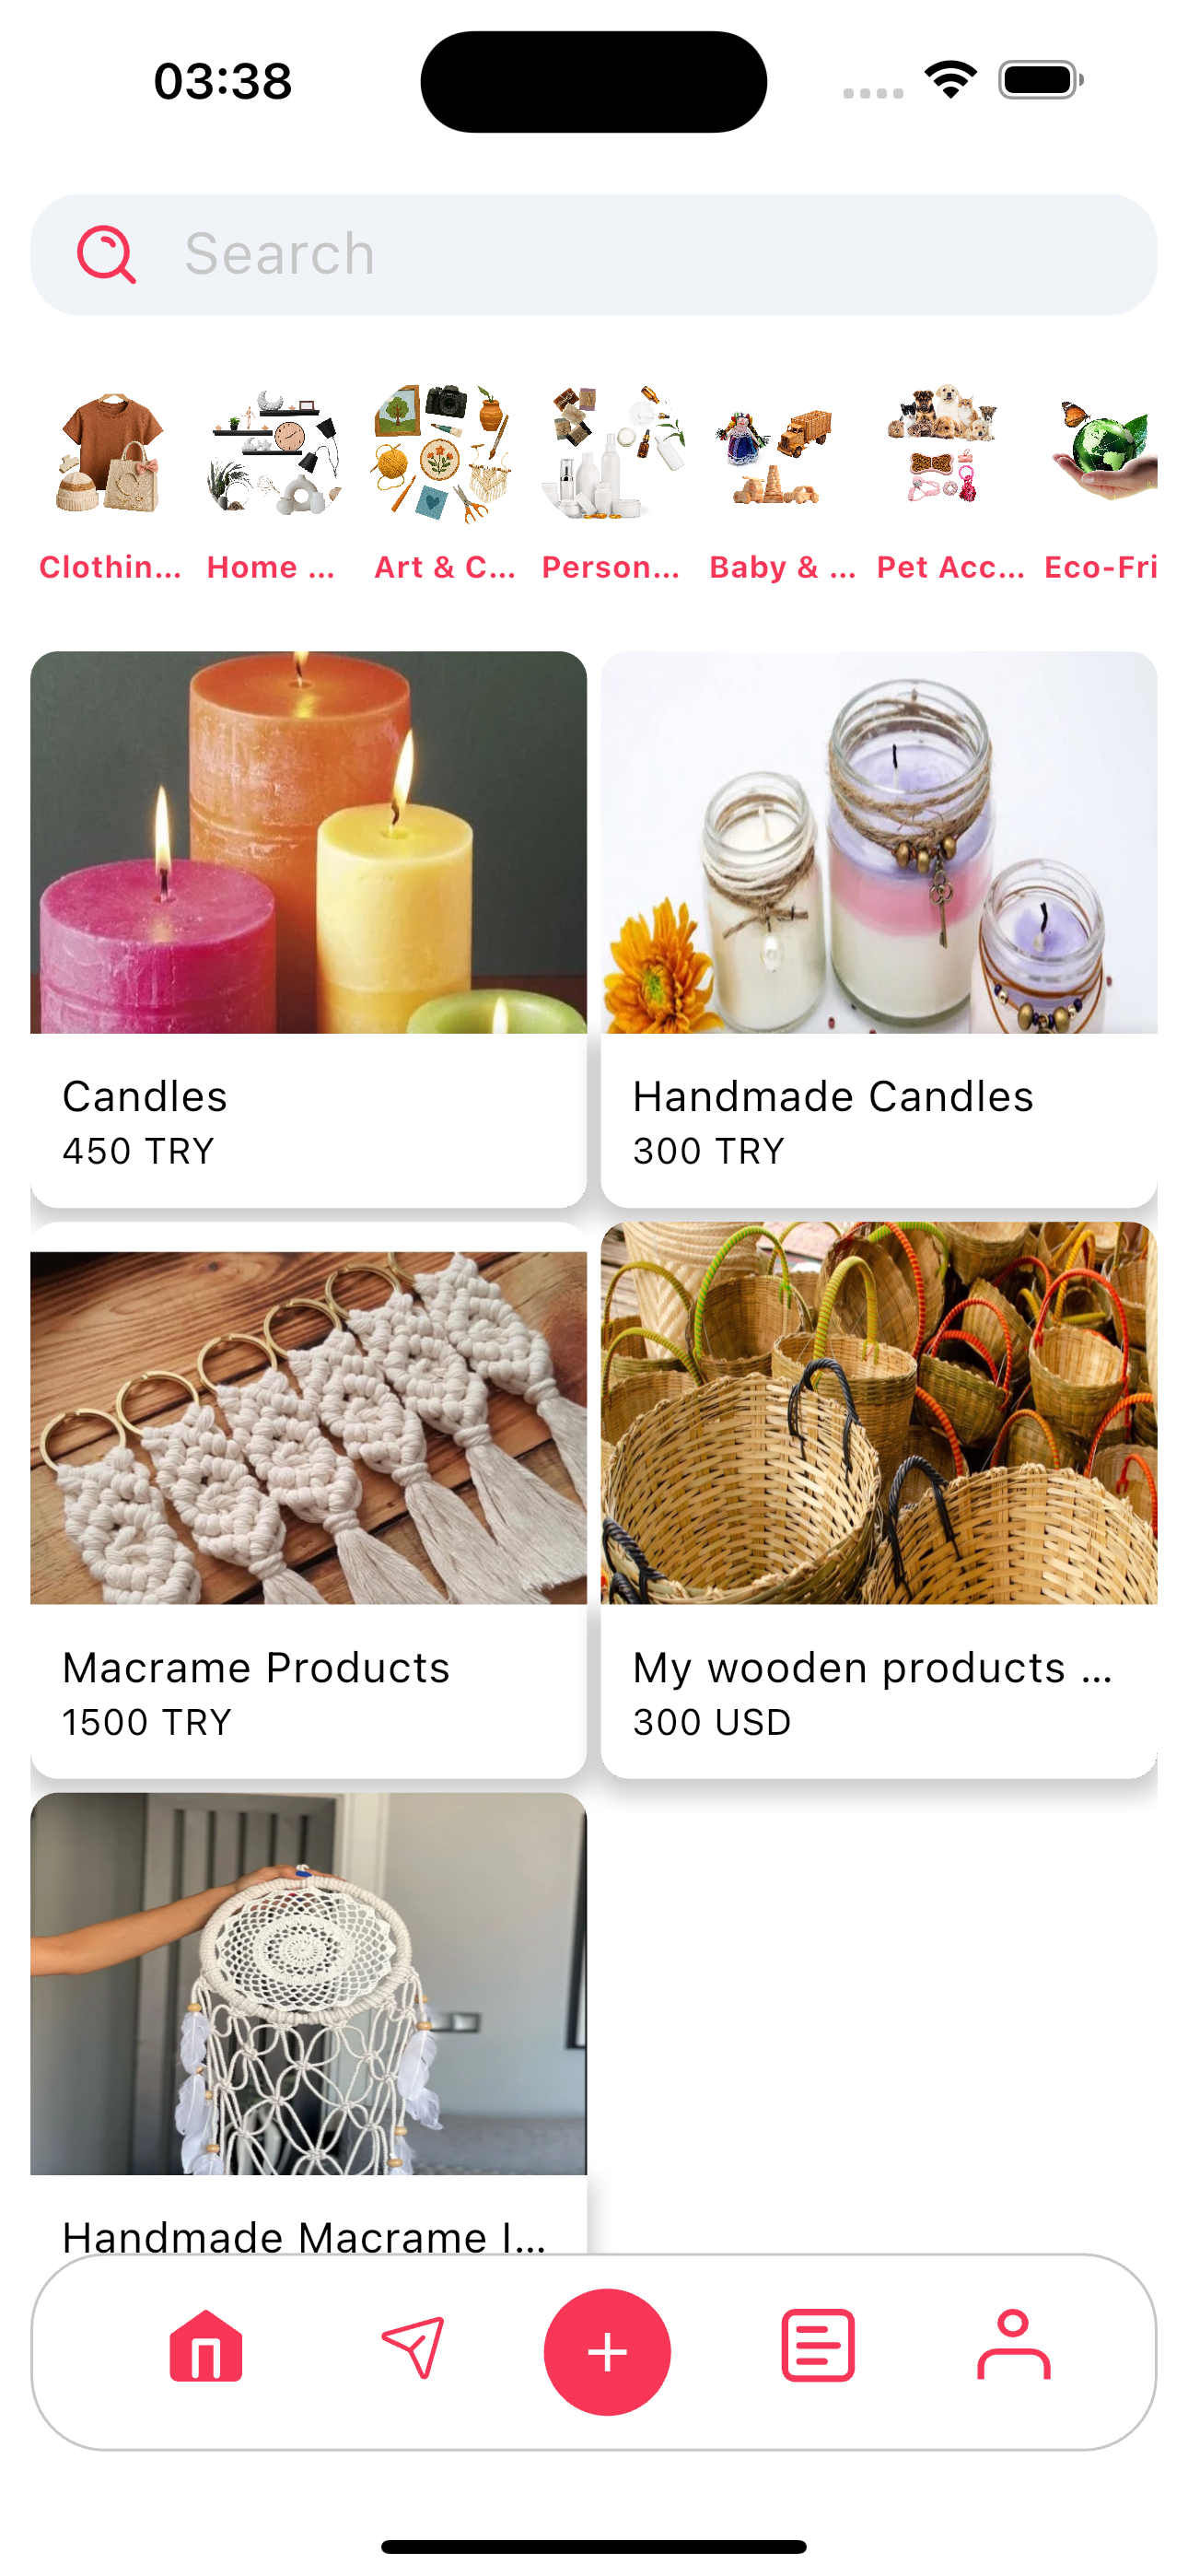 03:38
Search
Clothin...
Home ...
Art & C...
Person...
Baby & ...
Pet Acc...
Eco-Fri
Candles
450 TRY
Handmade Candles
300 TRY
Macrame Products
1500 TRY
My wooden products ...
300 USD
Handmade Macrame I...